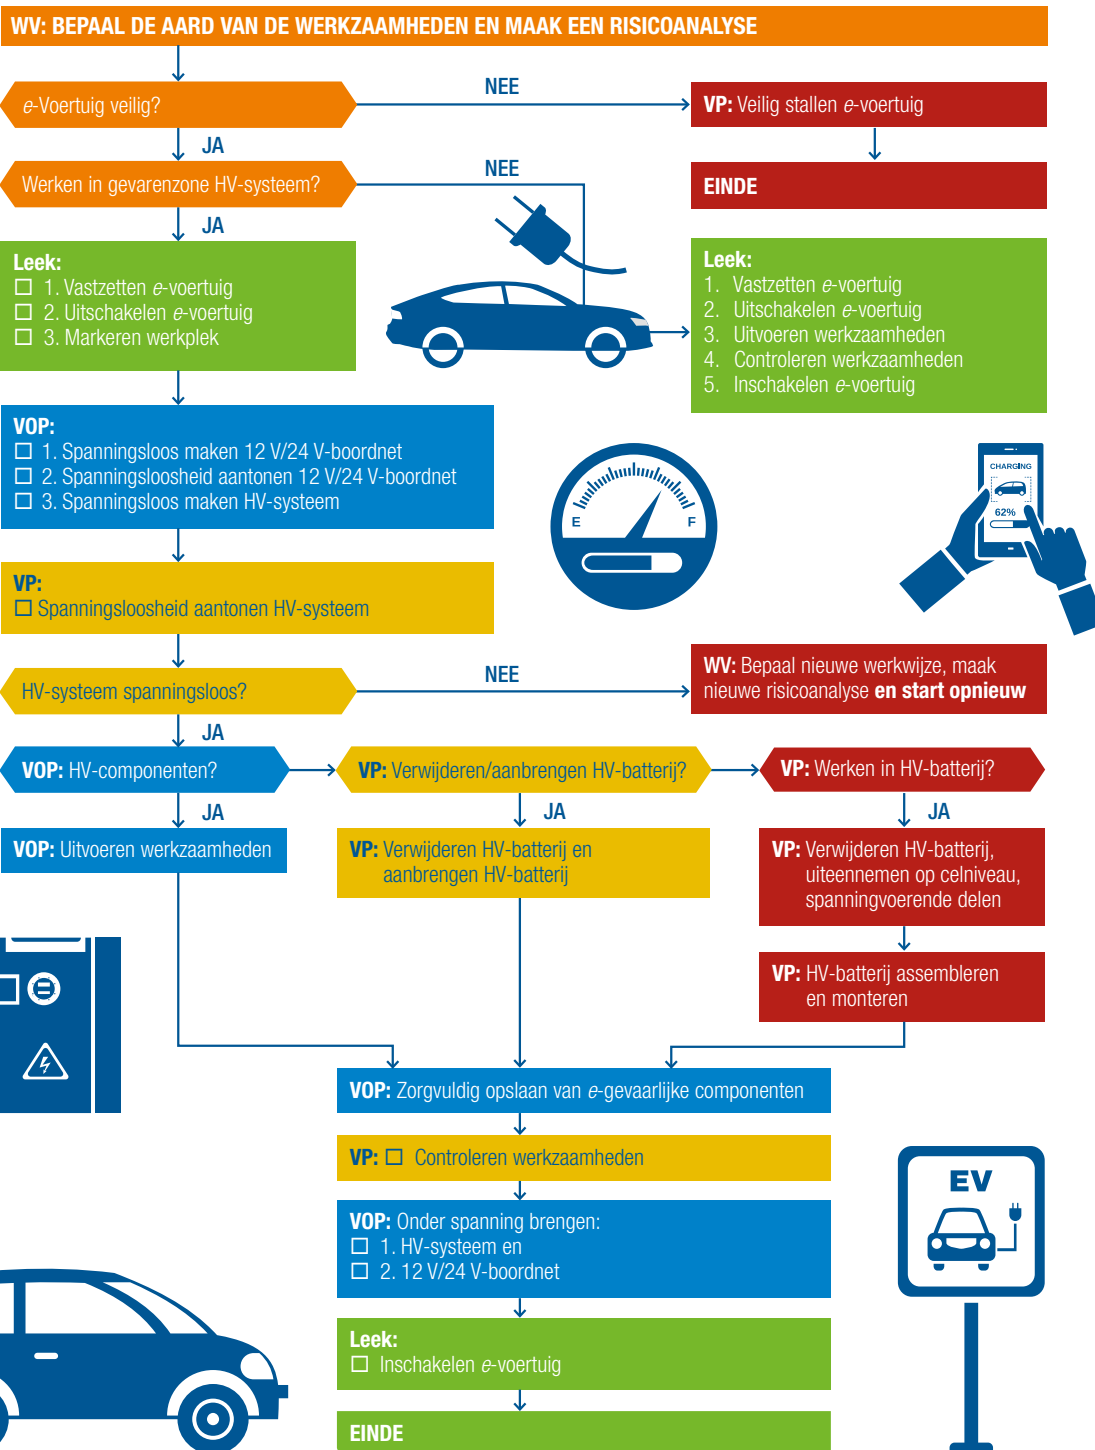 WV: BEPAAL DE AARD VAN DE WERKZAAMHEDEN EN MAAK EEN RISICOANALYSE
e-Voertuig veilig?
NEE
VP: Veilig stallen e-voertuig
JA
EINDE
Werken in gevarenzone HV-systeem?
NEE
JA
Leek:
☐ 1. Vastzetten e-voertuig
☐ 2. Uitschakelen e-voertuig
☐ 3. Markeren werkplek
Leek:
1. Vastzetten e-voertuig
2. Uitschakelen e-voertuig
3. Uitvoeren werkzaamheden
4. Controleren werkzaamheden
5. Inschakelen e-voertuig
VOP:
☐ 1. Spanningsloos maken 12 V/24 V-boordnet
☐ 2. Spanningsloosheid aantonen 12 V/24 V-boordnet
☐ 3. Spanningsloos maken HV-systeem
E
F
CHARGING
62%
VP:
☐ Spanningsloosheid aantonen HV-systeem
HV-systeem spanningsloos?
NEE
WV: Bepaal nieuwe werkwijze, maak
nieuwe risicoanalyse en start opnieuw
JA
VOP: HV-componenten?
VP: Verwijderen/aanbrengen HV-batterij?
VP: Werken in HV-batterij?
JA
JA
JA
VOP: Uitvoeren werkzaamheden
VP: Verwijderen HV-batterij en
aanbrengen HV-batterij
VP: Verwijderen HV-batterij,
uiteennemen op celniveau,
spanningvoerende delen
VP: HV-batterij assembleren
en monteren
VOP: Zorgvuldig opslaan van e-gevaarlijke componenten
VP: ☐ Controleren werkzaamheden
VOP: Onder spanning brengen:
☐ 1. HV-systeem en
☐ 2. 12 V/24 V-boordnet
EV
Leek:
☐ Inschakelen e-voertuig
EINDE